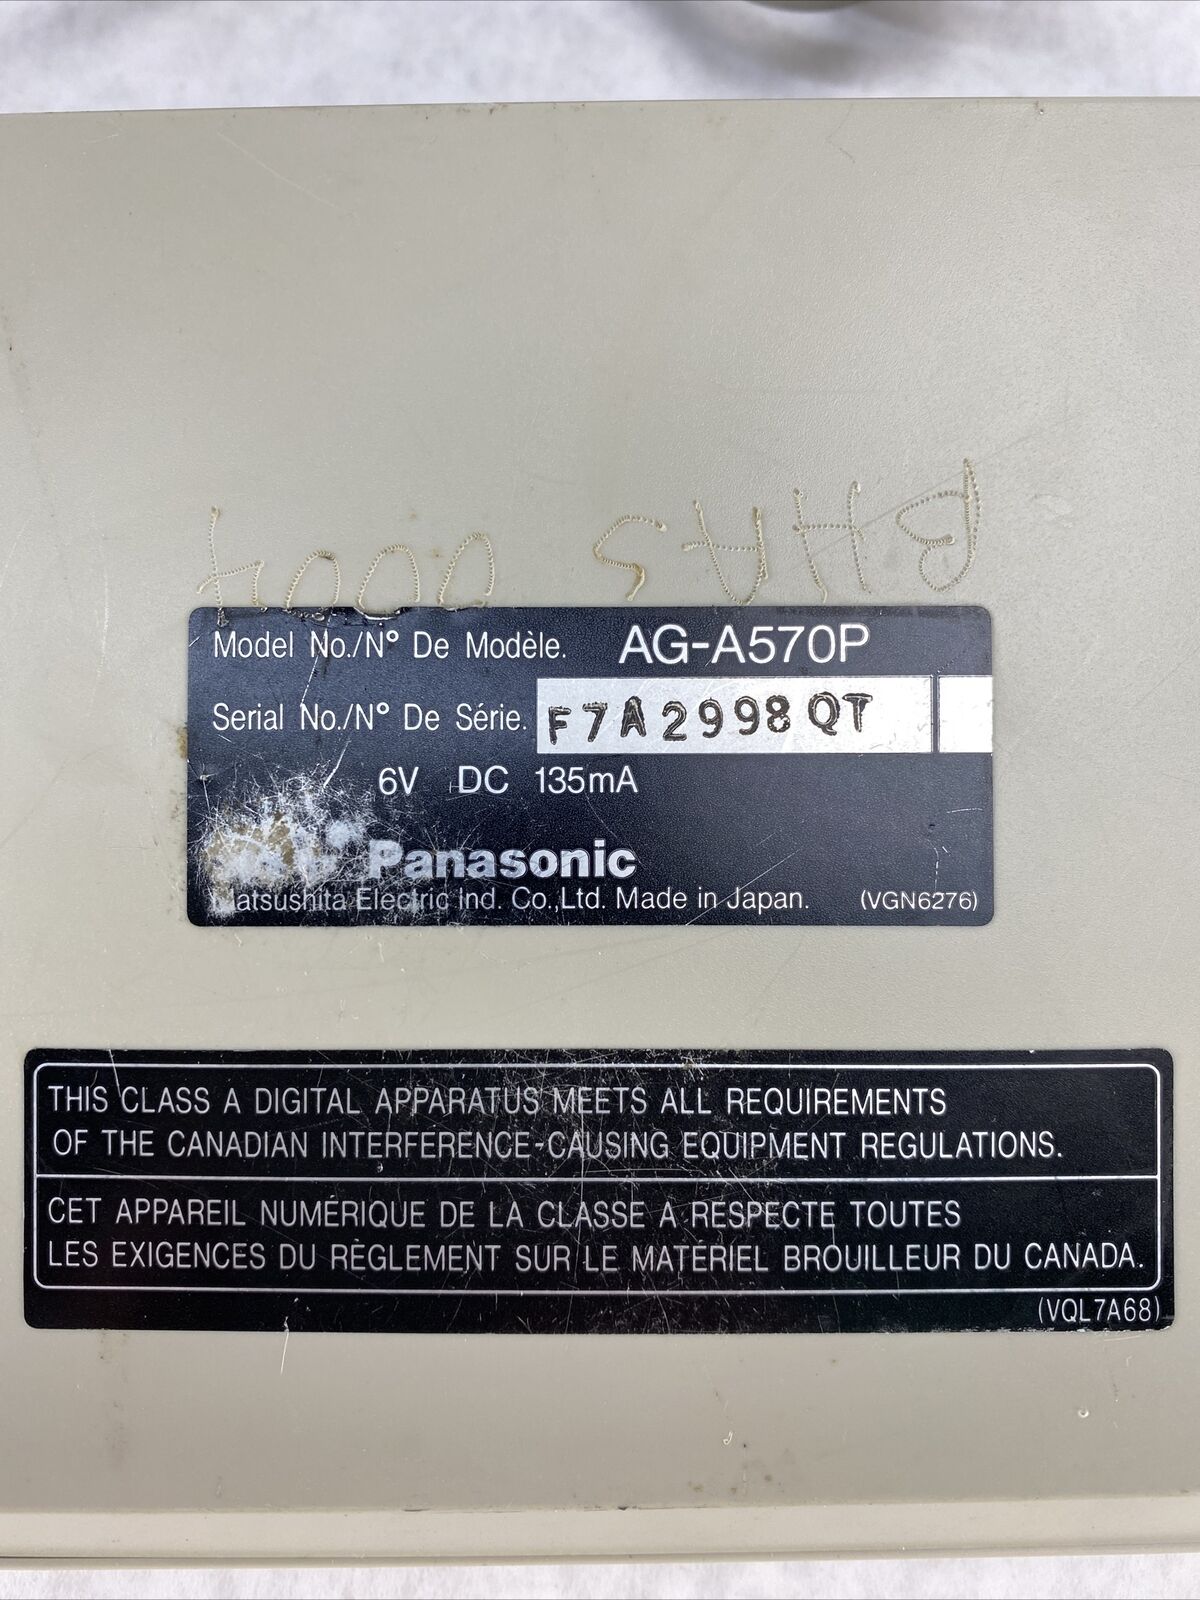 BHAS 0004
Model No./N° De Modèle. AG-A570P
Serial No./N° De Série. F7A2998QT
6V DC 135mA
Panasonic
Matsushita Electric Ind. Co.,Ltd. Made in Japan. (VGN6276)
THIS CLASS A DIGITAL APPARATUS MEETS ALL REQUIREMENTS
OF THE CANADIAN INTERFERENCE-CAUSING EQUIPMENT REGULATIONS.
CET APPAREIL NUMÉRIQUE DE LA CLASSE A RESPECTE TOUTES
LES EXIGENCES DU RÈGLEMENT SUR LE MATÉRIEL BROUILLEUR DU CANADA.
(VQL7A68)